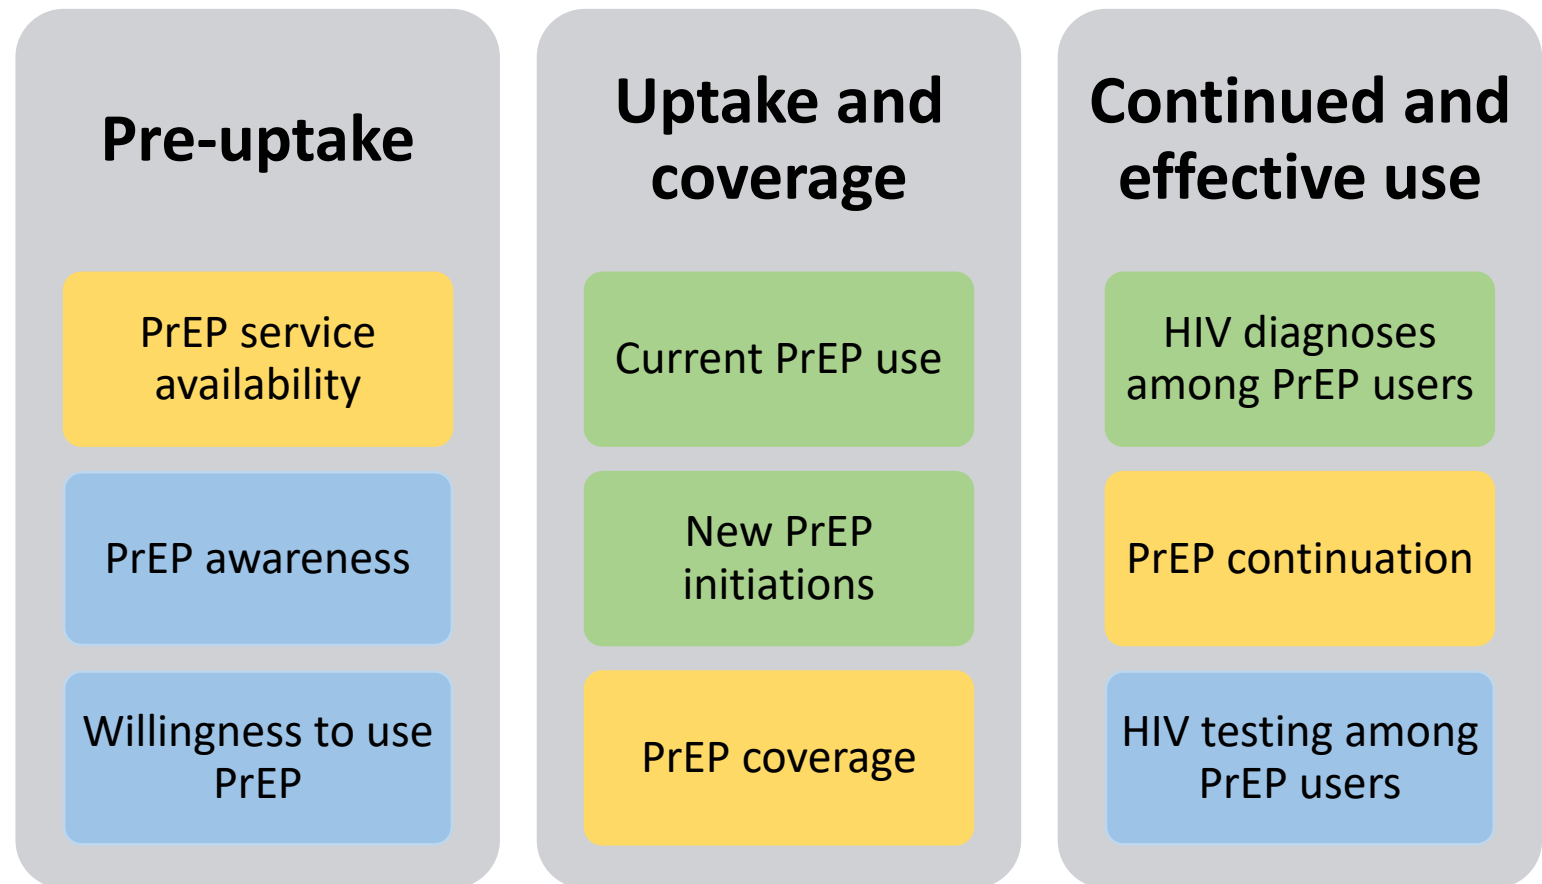 Pre-uptake
PrEP service
availability
PrEP awareness
Willingness to use
PrEP
Uptake and
coverage
Current PrEP use
New PrEP
initiations
PrEP coverage
Continued and
effective use
HIV diagnoses
among PrEP users
PrEP continuation
HIV testing among
PrEP users